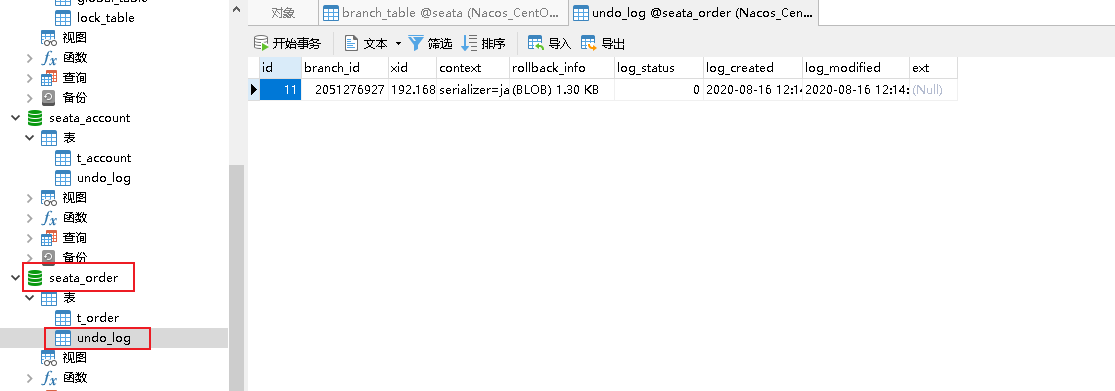 global_table
lock_table
视图
函数
查询
备份
seata_account
表
t_account
undo_log
视图
函数
查询
备份
seata_order
表
t_order
undo_log
视图
函数
对象 branch_table @seata (Nacos_CentO... undo_log @seata_order (Nacos_Cen...
开始事务 文本 筛选 排序 导入 导出
id branch_id xid context rollback_info log_status log_created log_modified ext
11 2051276927 192.168 serializer=ja (BLOB) 1.30 KB 0 2020-08-16 12:14 2020-08-16 12:14: (Null)